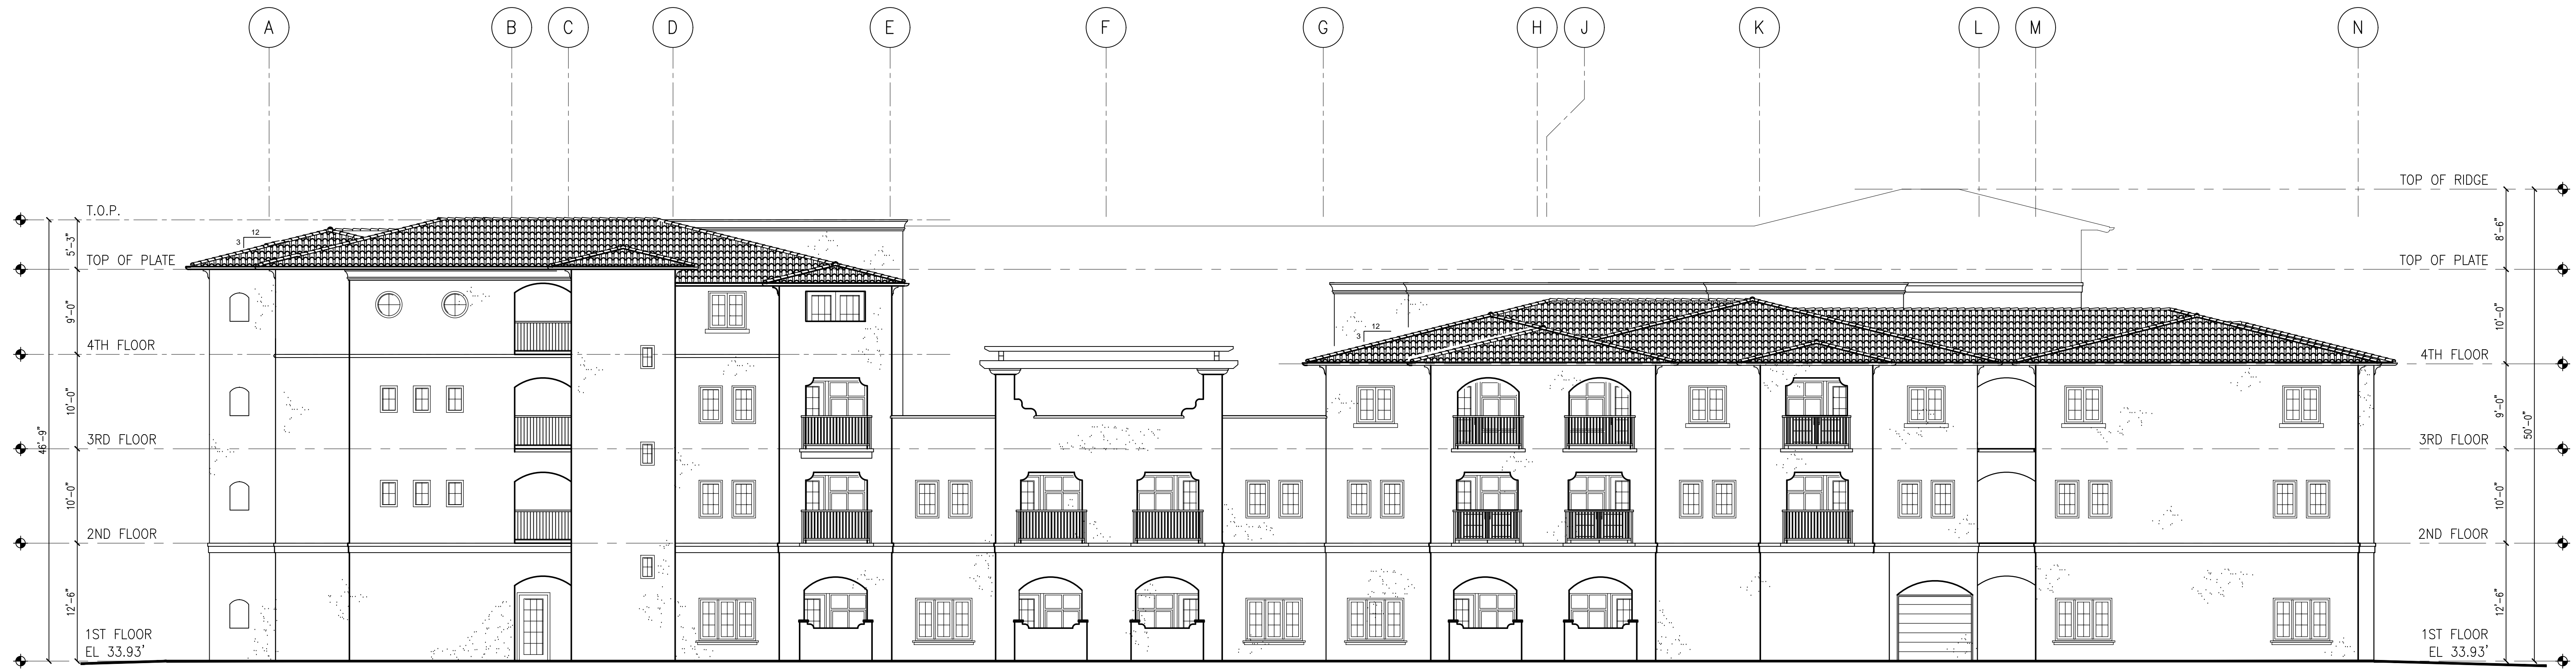 A B C D E F G H J K L M N
TOP OF RIDGE
T.O.P.
12
3
5'-3"
8'-6"
TOP OF PLATE
TOP OF PLATE
9'-0"
10'-0"
12
3
4TH FLOOR
4TH FLOOR
10'-0"
9'-0"
46'-9"
50'-0"
3RD FLOOR
3RD FLOOR
10'-0"
10'-0"
2ND FLOOR
2ND FLOOR
12'-6"
12'-6"
1ST FLOOR
EL 33.93'
1ST FLOOR
EL 33.93'